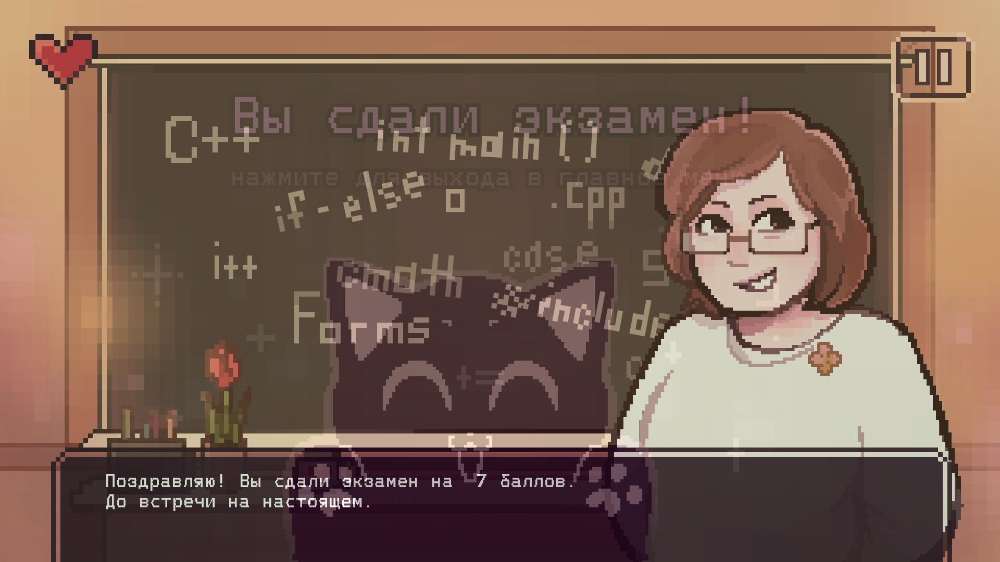 Вы сдали экзамен!
C++
int main ()
нажмите для выхода в главное меню
if-else
.cpp
i++
cmath
Forms
include
+=
Поздравляю! Вы сдали экзамен на 7 баллов.
До встречи на настоящем.